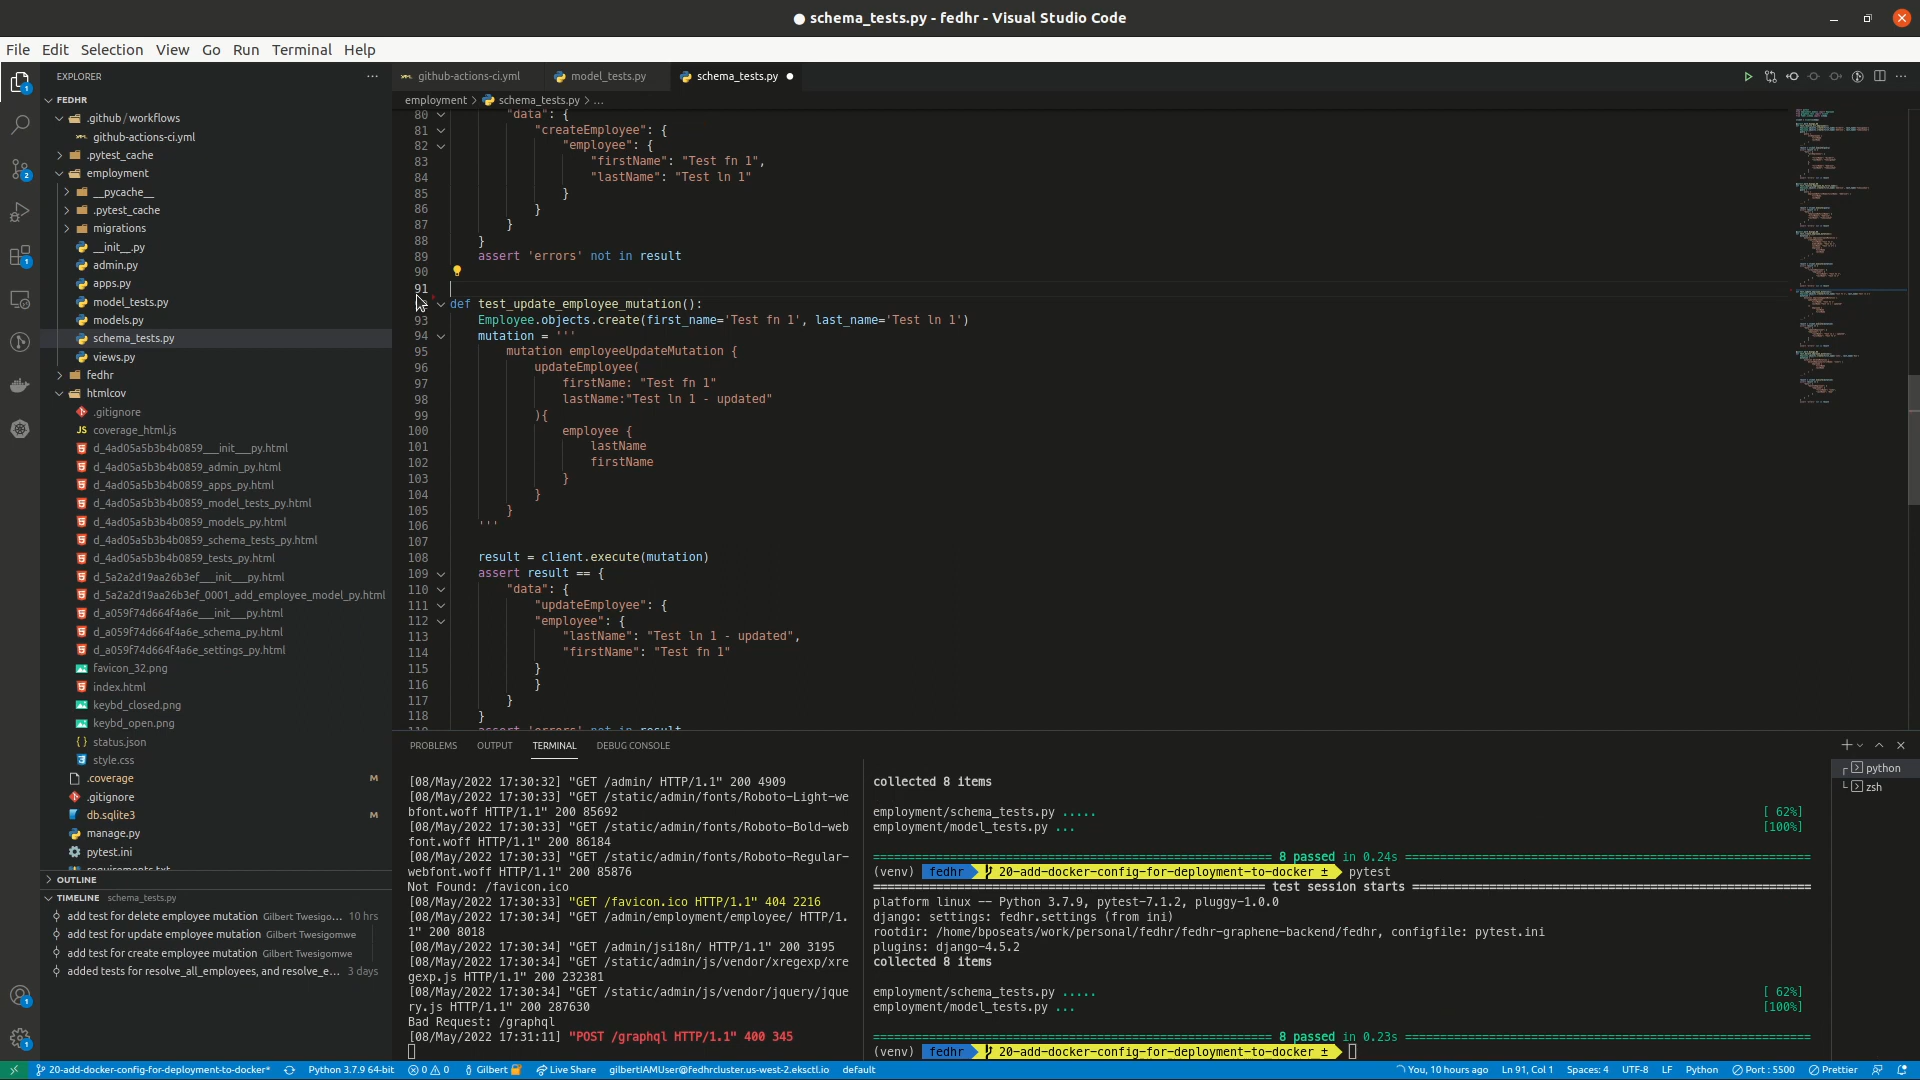 ● schema_tests.py - fedhr - Visual Studio Code
File Edit Selection View Go Run Terminal Help
EXPLORER
FEDHR
.github / workflows
github-actions-ci.yml
.pytest_cache
employment
__pycache__
.pytest_cache
migrations
__init__.py
admin.py
apps.py
model_tests.py
models.py
schema_tests.py
views.py
fedhr
htmlcov
.gitignore
coverage_html.js
d_4ad05a5b3b4b0859___init___py.html
d_4ad05a5b3b4b0859_admin_py.html
d_4ad05a5b3b4b0859_apps_py.html
d_4ad05a5b3b4b0859_model_tests_py.html
d_4ad05a5b3b4b0859_models_py.html
d_4ad05a5b3b4b0859_schema_tests_py.html
d_4ad05a5b3b4b0859_tests_py.html
d_5a2a2d19aa26b3ef___init___py.html
d_5a2a2d19aa26b3ef_0001_add_employee_model_py.html
d_a059f74d664f4a6e___init___py.html
d_a059f74d664f4a6e_schema_py.html
d_a059f74d664f4a6e_settings_py.html
favicon_32.png
index.html
keybd_closed.png
keybd_open.png
status.json
style.css
.coverage M
.gitignore
db.sqlite3 M
manage.py
pytest.ini
requirements.txt
OUTLINE
TIMELINE schema_tests.py
add test for delete employee mutation Gilbert Twesigo... 10 hrs
add test for update employee mutation Gilbert Twesigomwe
add test for create employee mutation Gilbert Twesigomwe
added tests for resolve_all_employees, and resolve_e... 3 days
github-actions-ci.yml model_tests.py schema_tests.py ●
employment > schema_tests.py > ...
80 "data": {
81 "createEmployee": {
82 "employee": {
83 "firstName": "Test fn 1",
84 "lastName": "Test ln 1"
85 }
86 }
87 }
88 }
89 assert 'errors' not in result
90
91
def test_update_employee_mutation():
93 Employee.objects.create(first_name='Test fn 1', last_name='Test ln 1')
94 mutation = '''
95 mutation employeeUpdateMutation {
96 updateEmployee(
97 firstName: "Test fn 1"
98 lastName:"Test ln 1 - updated"
99 ){
100 employee {
101 lastName
102 firstName
103 }
104 }
105 }
106 '''
107
108 result = client.execute(mutation)
109 assert result == {
110 "data": {
111 "updateEmployee": {
112 "employee": {
113 "lastName": "Test ln 1 - updated",
114 "firstName": "Test fn 1"
115 }
116 }
117 }
118 }
119 assert 'errors' not in result
PROBLEMS OUTPUT TERMINAL DEBUG CONSOLE
[08/May/2022 17:30:32] "GET /admin/ HTTP/1.1" 200 4909
[08/May/2022 17:30:33] "GET /static/admin/fonts/Roboto-Light-we
bfont.woff HTTP/1.1" 200 85692
[08/May/2022 17:30:33] "GET /static/admin/fonts/Roboto-Bold-web
font.woff HTTP/1.1" 200 86184
[08/May/2022 17:30:33] "GET /static/admin/fonts/Roboto-Regular-
webfont.woff HTTP/1.1" 200 85876
Not Found: /favicon.ico
[08/May/2022 17:30:33] "GET /favicon.ico HTTP/1.1" 404 2216
[08/May/2022 17:30:34] "GET /admin/employment/employee/ HTTP/1.
1" 200 8018
[08/May/2022 17:30:34] "GET /admin/jsi18n/ HTTP/1.1" 200 3195
[08/May/2022 17:30:34] "GET /static/admin/js/vendor/xregexp/xre
gexp.js HTTP/1.1" 200 232381
[08/May/2022 17:30:34] "GET /static/admin/js/vendor/jquery/jque
ry.js HTTP/1.1" 200 287630
Bad Request: /graphql
[08/May/2022 17:31:11] "POST /graphql HTTP/1.1" 400 345
collected 8 items
employment/schema_tests.py ..... [ 62%]
employment/model_tests.py ... [100%]
8 passed in 0.24s
(venv) fedhr 20-add-docker-config-for-deployment-to-docker ± pytest
test session starts
platform linux -- Python 3.7.9, pytest-7.1.2, pluggy-1.0.0
django: settings: fedhr.settings (from ini)
rootdir: /home/bposeats/work/personal/fedhr/fedhr-graphene-backend/fedhr, configfile: pytest.ini
plugins: django-4.5.2
collected 8 items
employment/schema_tests.py ..... [ 62%]
employment/model_tests.py ... [100%]
8 passed in 0.23s
(venv) fedhr 20-add-docker-config-for-deployment-to-docker ±
python
zsh
20-add-docker-config-for-deployment-to-docker* Python 3.7.9 64-bit 0 0 Gilbert Live Share gilbertIAMUser@fedhrcluster.us-west-2.eksctl.io default You, 10 hours ago Ln 91, Col 1 Spaces: 4 UTF-8 LF Python Port : 5500 Prettier